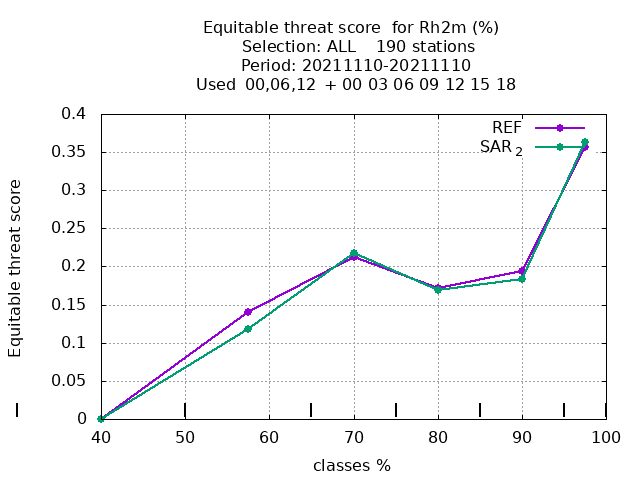 Equitable threat score  for Rh2m (%)
Selection: ALL    190 stations
Period: 20211110-20211110
Used  00,06,12  + 00 03 06 09 12 15 18
REF
SAR 2
0.4
0.35
0.3
0.25
0.2
0.15
0.1
0.05
0
Equitable threat score
40 50 60 70 80 90 100
classes %